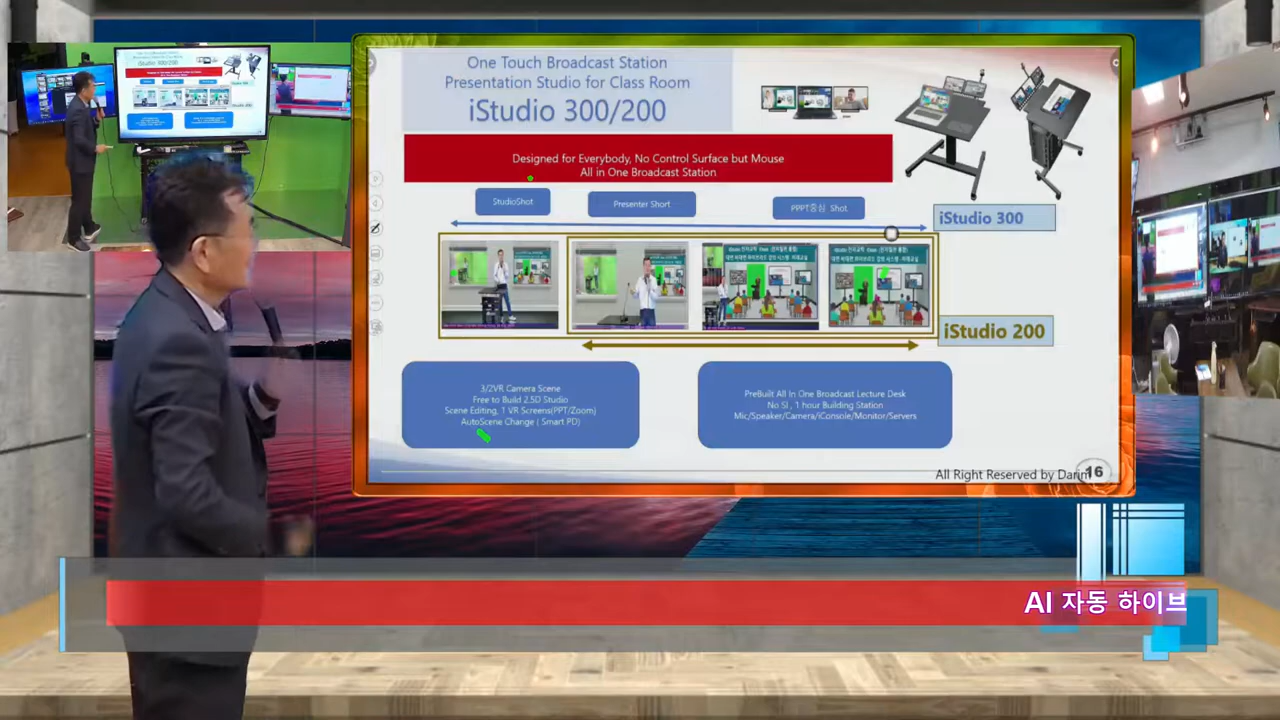 One Touch Broadcast Station
Presentation Studio for Class Room
iStudio 300/200
Designed for Everybody, No Control Surface but Mouse
All in One Broadcast Station
StudioShot
Presenter Short
PPPT중심 Shot
iStudio 300
iStudio 200
3/2VR Camera Scene
Free to Build 2.5D Studio
Scene Editing, 1 VR Screens(PPT/Zoom)
AutoScene Change ( Smart PD)
PreBuilt All In One Broadcast Lecture Desk
No SI , 1 hour Building Station
Mic/Speaker/Camera/iConsole/Monitor/Servers
All Right Reserved by Darim
16
AI 자동 하이브